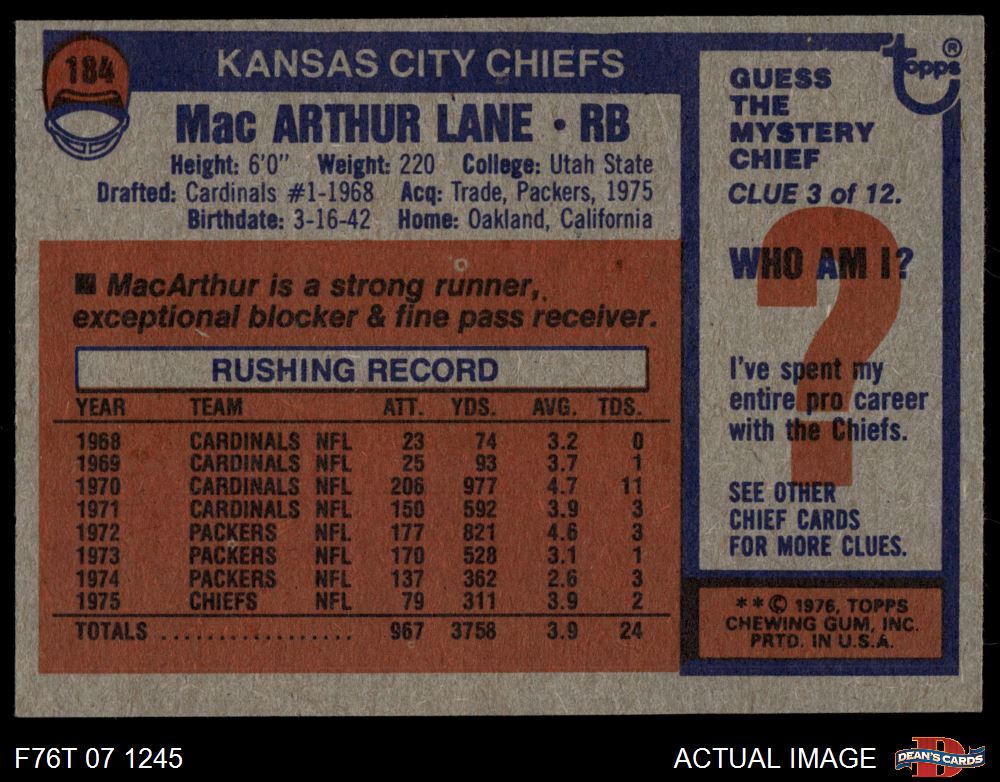 184
KANSAS CITY CHIEFS
Mac ARTHUR LANE • RB
Height: 6'0" Weight: 220 College: Utah State
Drafted: Cardinals #1-1968 Acq: Trade, Packers, 1975
Birthdate: 3-16-42 Home: Oakland, California
■ MacArthur is a strong runner,
exceptional blocker & fine pass receiver.
RUSHING RECORD
YEAR TEAM ATT. YDS. AVG. TDS.
1968 CARDINALS NFL 23 74 3.2 0
1969 CARDINALS NFL 25 93 3.7 1
1970 CARDINALS NFL 206 977 4.7 11
1971 CARDINALS NFL 150 592 3.9 3
1972 PACKERS NFL 177 821 4.6 3
1973 PACKERS NFL 170 528 3.1 1
1974 PACKERS NFL 137 362 2.6 3
1975 CHIEFS NFL 79 311 3.9 2
TOTALS .................. 967 3758 3.9 24
topps ®
GUESS
THE
MYSTERY
CHIEF
CLUE 3 of 12.
?
WHO AM I?
I've spent my
entire pro career
with the Chiefs.
SEE OTHER
CHIEF CARDS
FOR MORE CLUES.
**© 1976, TOPPS
CHEWING GUM, INC.
PRTD. IN U.S.A.
F76T 07 1245
ACTUAL IMAGE
D
DEAN'S CARDS